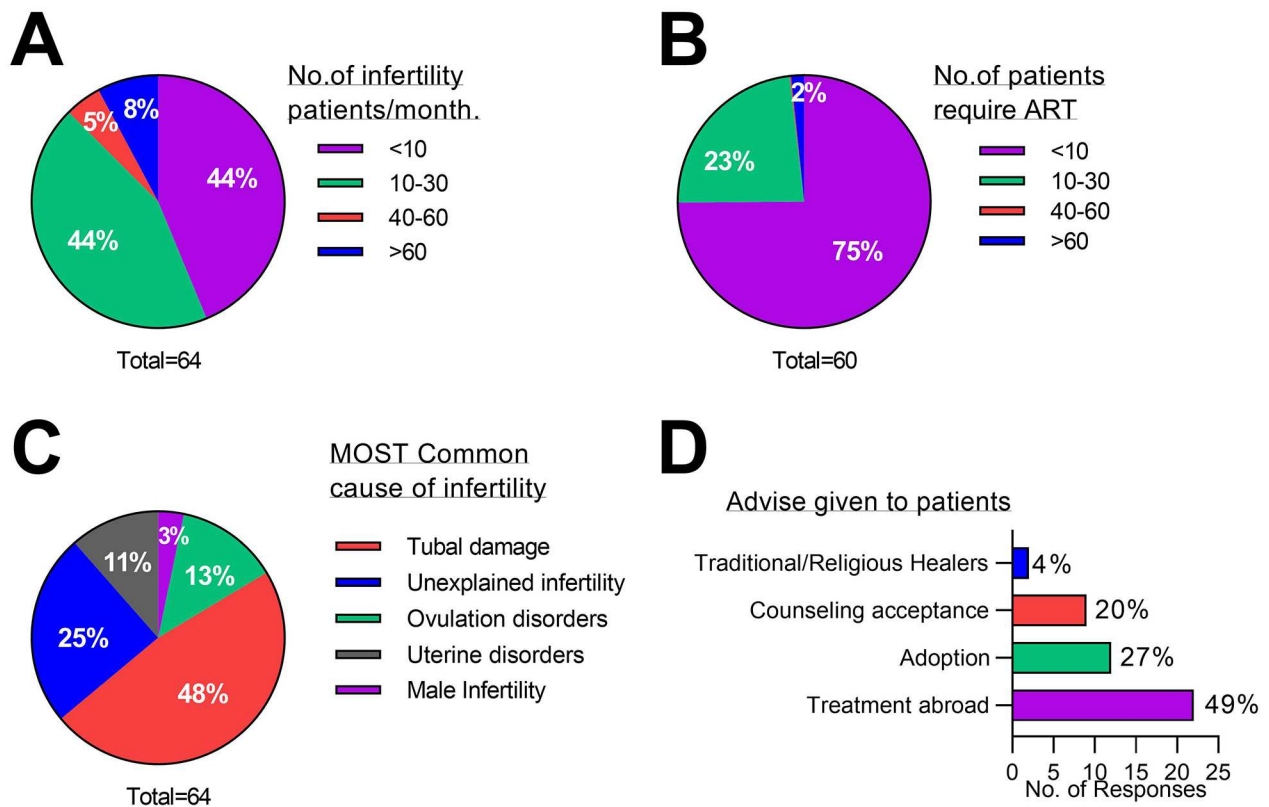 A
No.of infertility
patients/month.
8%
5%
44%
44%
<10
10-30
40-60
>60
Total=64
B
No.of patients
require ART
2%
23%
75%
<10
10-30
40-60
>60
Total=60
C
MOST Common
cause of infertility
3%
11%
13%
25%
48%
Tubal damage
Unexplained infertility
Ovulation disorders
Uterine disorders
Male Infertility
Total=64
D
Advise given to patients
Traditional/Religious Healers 4%
Counseling acceptance 20%
Adoption 27%
Treatment abroad 49%
0 5 10 15 20 25
No. of Responses